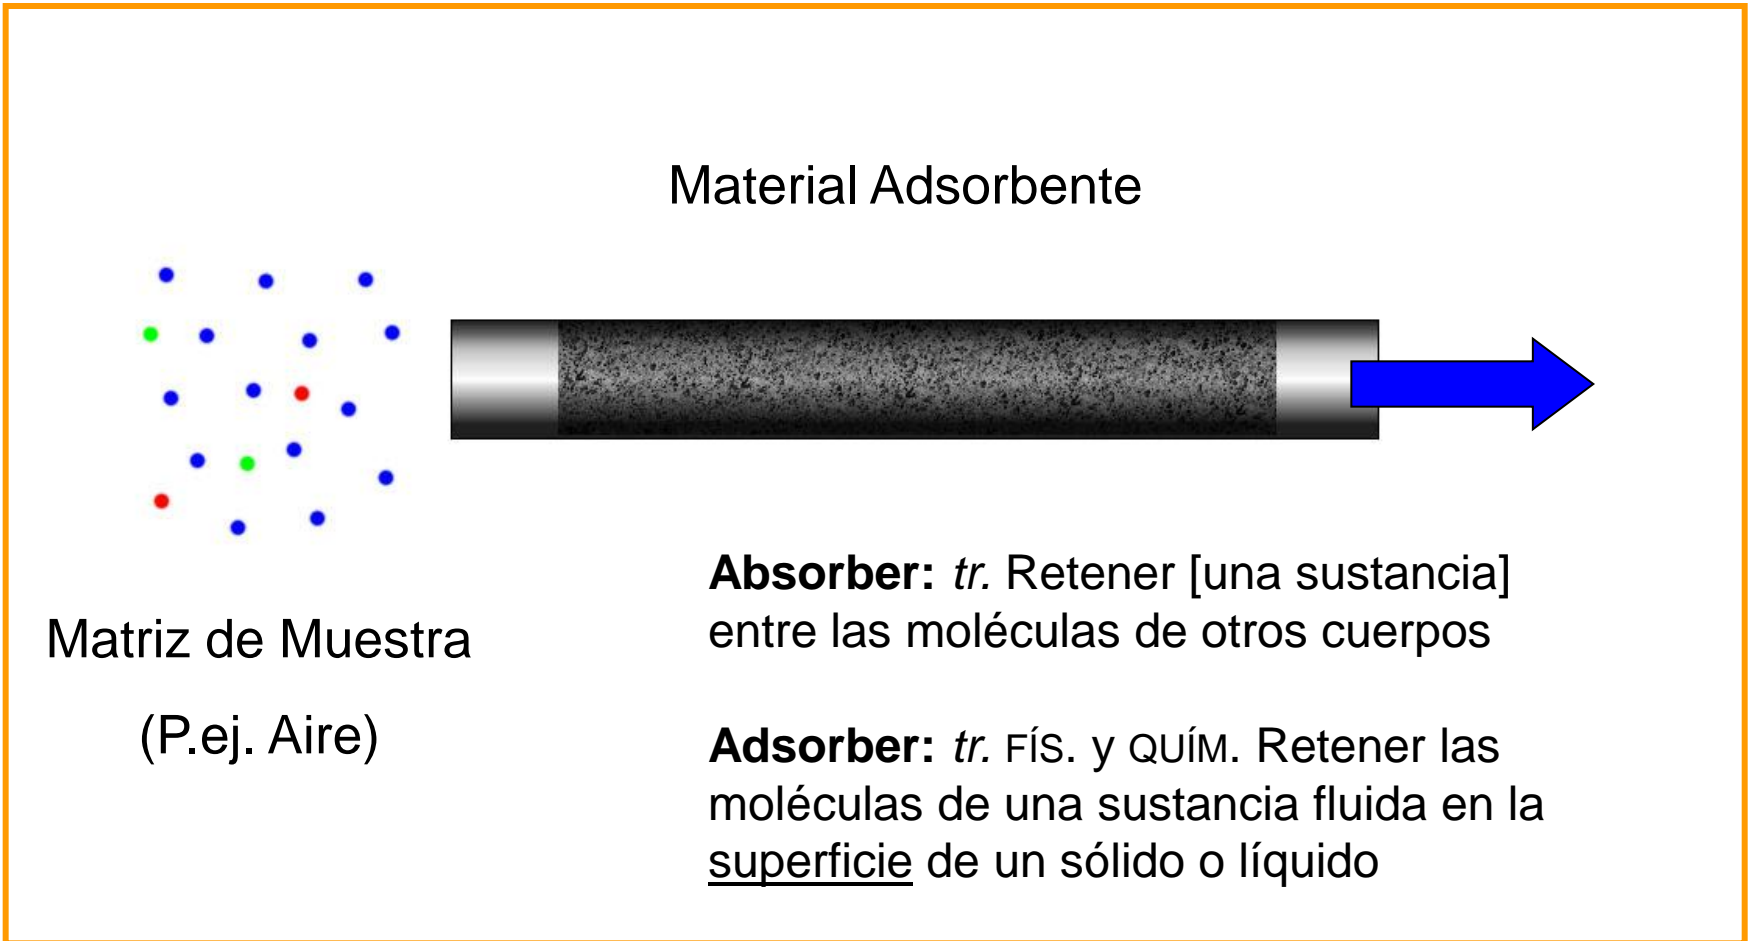 Material Adsorbente
Matriz de Muestra
(P.ej. Aire)
Absorber: tr. Retener [una sustancia]
entre las moléculas de otros cuerpos
Adsorber: tr. FÍS. y QUÍM. Retener las
moléculas de una sustancia fluida en la
superficie de un sólido o líquido